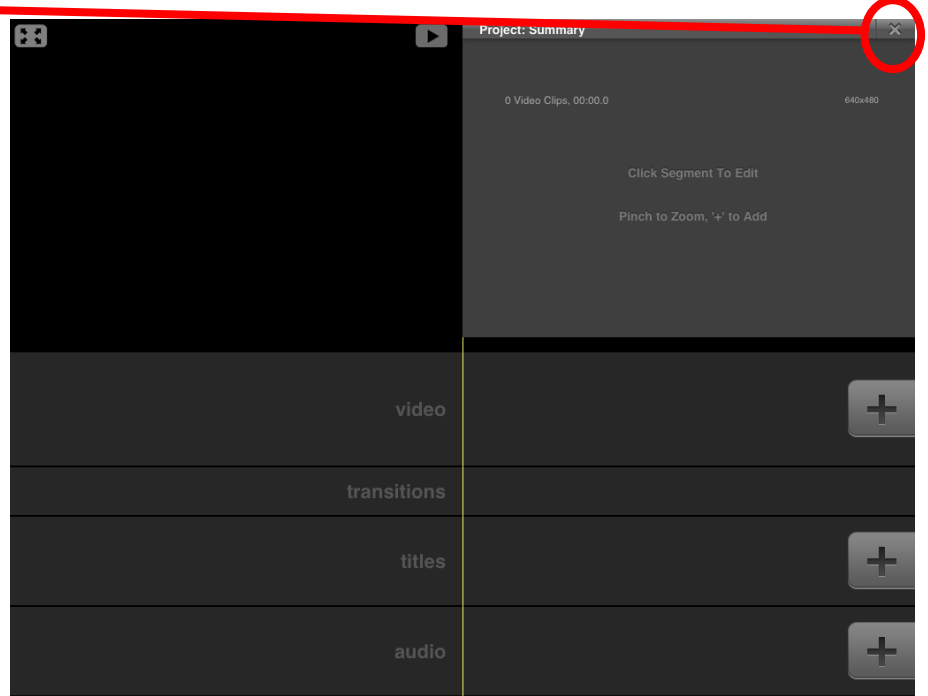 Project: Summary
0 Video Clips, 00:00.0
640x480
Click Segment To Edit
Pinch to Zoom, '+' to Add
video
transitions
titles
audio